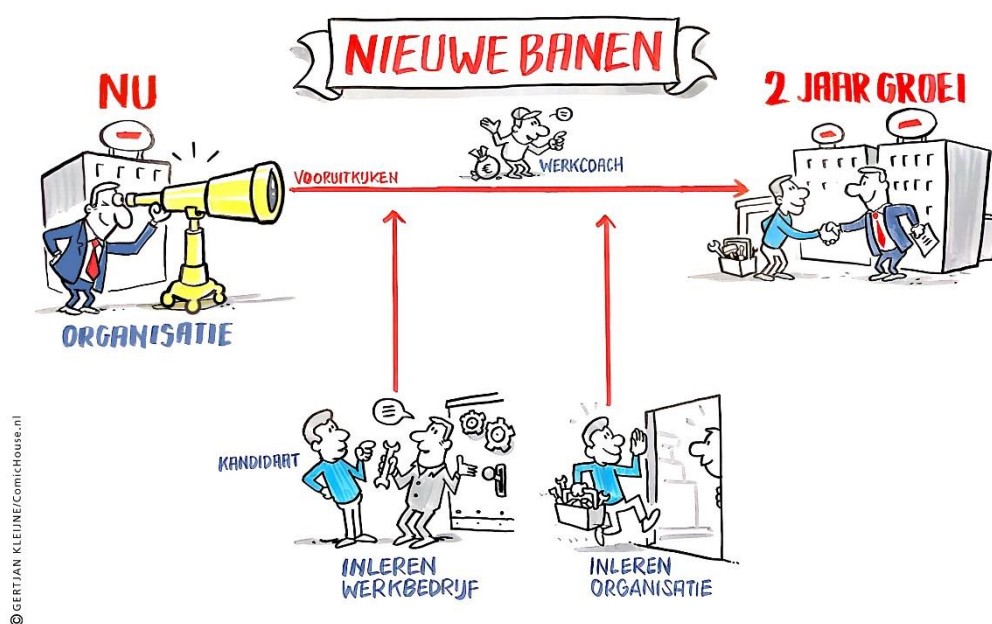 NIEUWE BANEN
NU
2 JAAR GROEI
WERKCOACH
VOORUITKIJKEN
€
ORGANISATIE
KANDIDAAT
INLEREN
WERKBEDRIJF
INLEREN
ORGANISATIE
© GERTJAN KLEIJNE/ComicHouse.nl